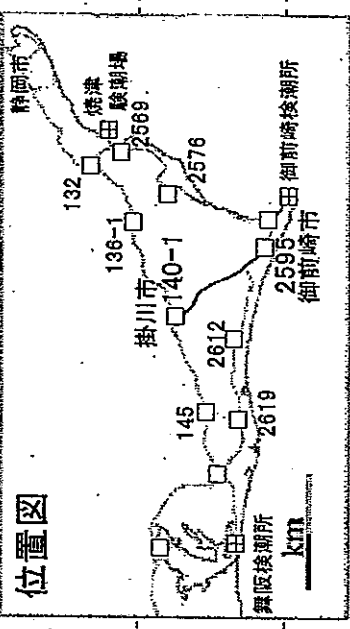 位置図
静岡市
焼津
験潮場
132
2569
136-1
2576
掛川市
140-1
御前崎検潮所
2595
御前崎市
2612
145
2619
舞阪検潮所
km